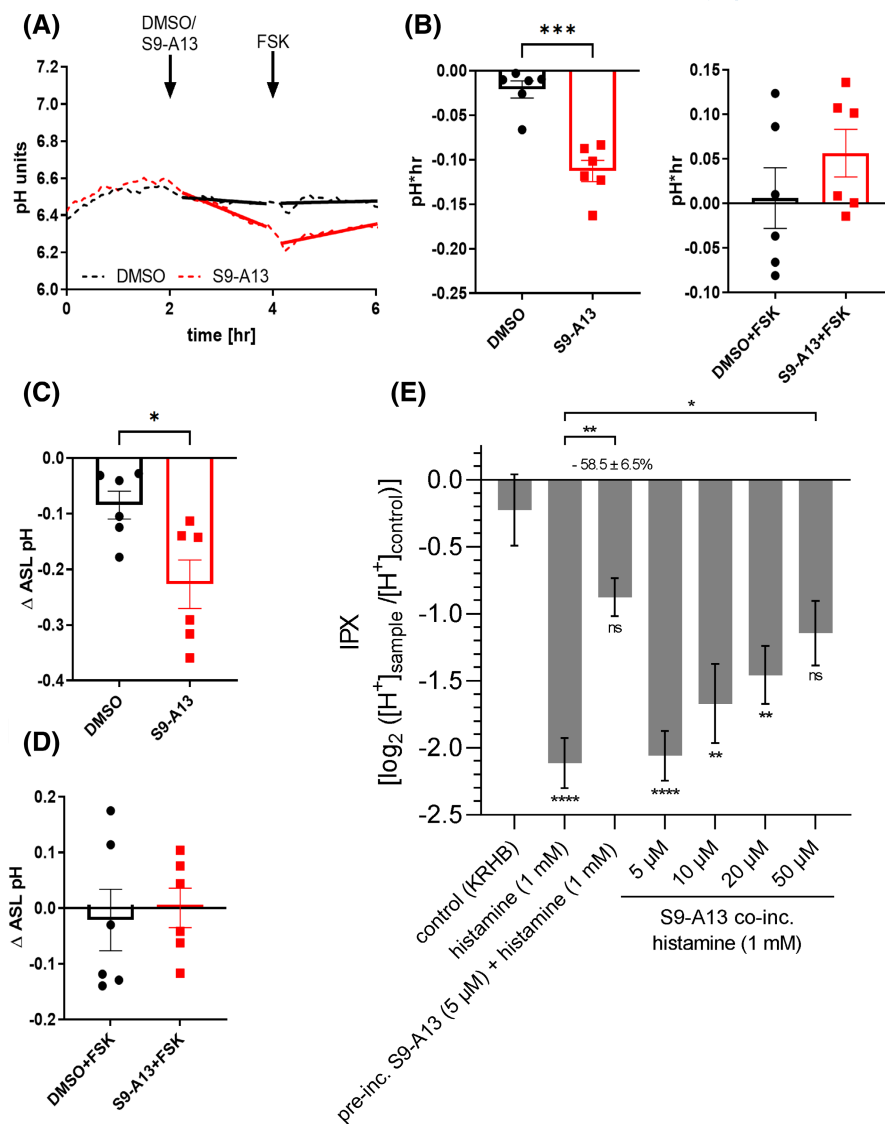 (A)
DMSO/
S9-A13
FSK
7.2
7.0
6.8
6.6
6.4
6.2
6.0
pH units
DMSO
S9-A13
0
2
4
6
time [hr]
(B)
***
0.00
-0.05
-0.10
-0.15
-0.20
-0.25
pH*hr
DMSO
S9-A13
0.15
0.10
0.05
0.00
-0.05
-0.10
pH*hr
DMSO+FSK
S9-A13+FSK
(C)
*
0.0
-0.1
-0.2
-0.3
-0.4
Δ ASL pH
DMSO
S9-A13
(D)
0.2
0.1
0.0
-0.1
-0.2
Δ ASL pH
DMSO+FSK
S9-A13+FSK
(E)
*
**
- 58.5 ± 6.5%
0.0
-0.5
-1.0
-1.5
-2.0
-2.5
IPX
[log₂ ([H⁺]sample /[H⁺]control)]
****
ns
****
**
**
ns
control (KRHB)
histamine (1 mM)
pre-inc. S9-A13 (5 µM) + histamine (1 mM)
5 µM
10 µM
20 µM
50 µM
S9-A13 co-inc.
histamine (1 mM)